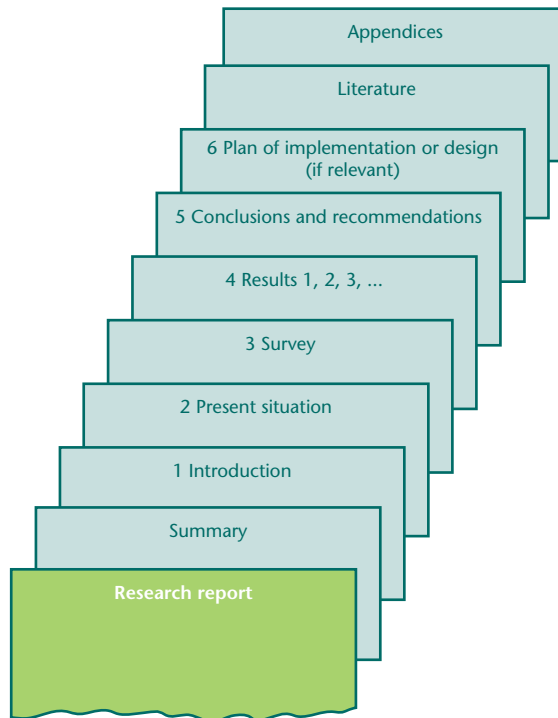 Appendices
Literature
6 Plan of implementation or design
(if relevant)
5 Conclusions and recommendations
4 Results 1, 2, 3, ...
3 Survey
2 Present situation
1 Introduction
Summary
Research report